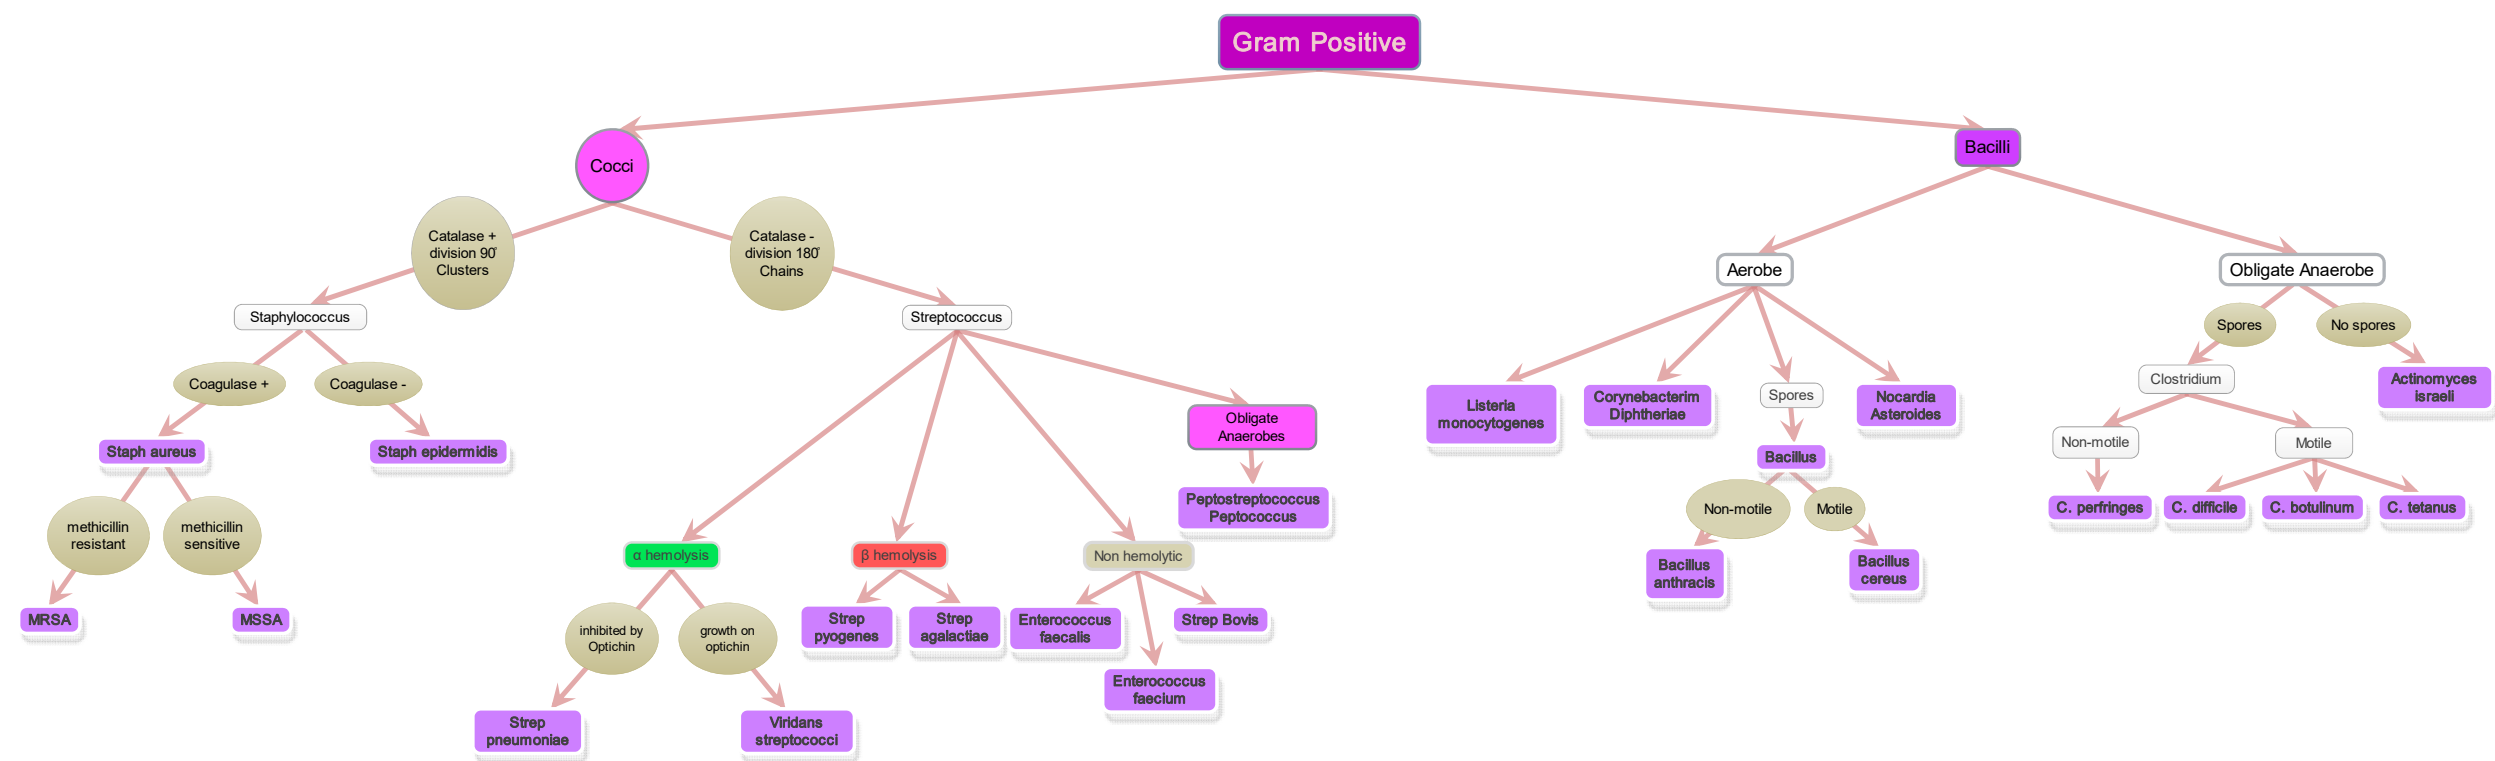 Gram Positive
Cocci
Bacilli
Catalase +
division 90°
Clusters
Catalase -
division 180°
Chains
Aerobe
Obligate Anaerobe
Staphylococcus
Streptococcus
Spores
No spores
Coagulase +
Coagulase -
Clostridium
Actinomyces
israeli
Listeria
monocytogenes
Corynebacterim
Diphtheriae
Spores
Nocardia
Asteroides
Obligate
Anaerobes
Non-motile
Motile
Staph aureus
Staph epidermidis
Bacillus
Peptostreptococcus
Peptococcus
Non-motile
Motile
C. perfringes
C. difficile
C. botulinum
C. tetanus
methicillin
resistant
methicillin
sensitive
α hemolysis
β hemolysis
Non hemolytic
Bacillus
anthracis
Bacillus
cereus
MRSA
MSSA
inhibited by
Optichin
growth on
optichin
Strep
pyogenes
Strep
agalactiae
Enterococcus
faecalis
Strep Bovis
Enterococcus
faecium
Strep
pneumoniae
Viridans
streptococci